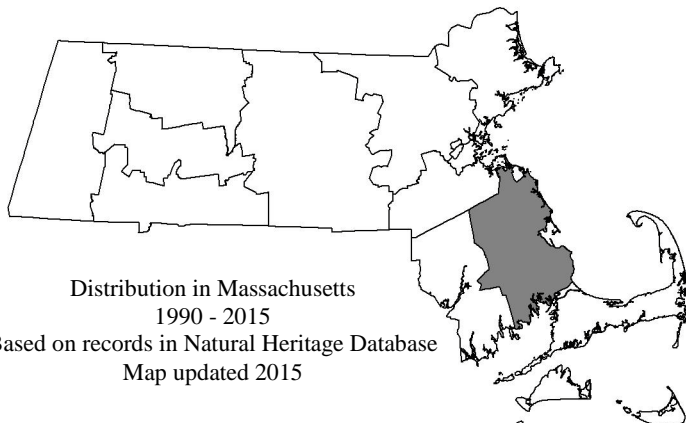 Distribution in Massachusetts
1990 - 2015
Based on records in Natural Heritage Database
Map updated 2015